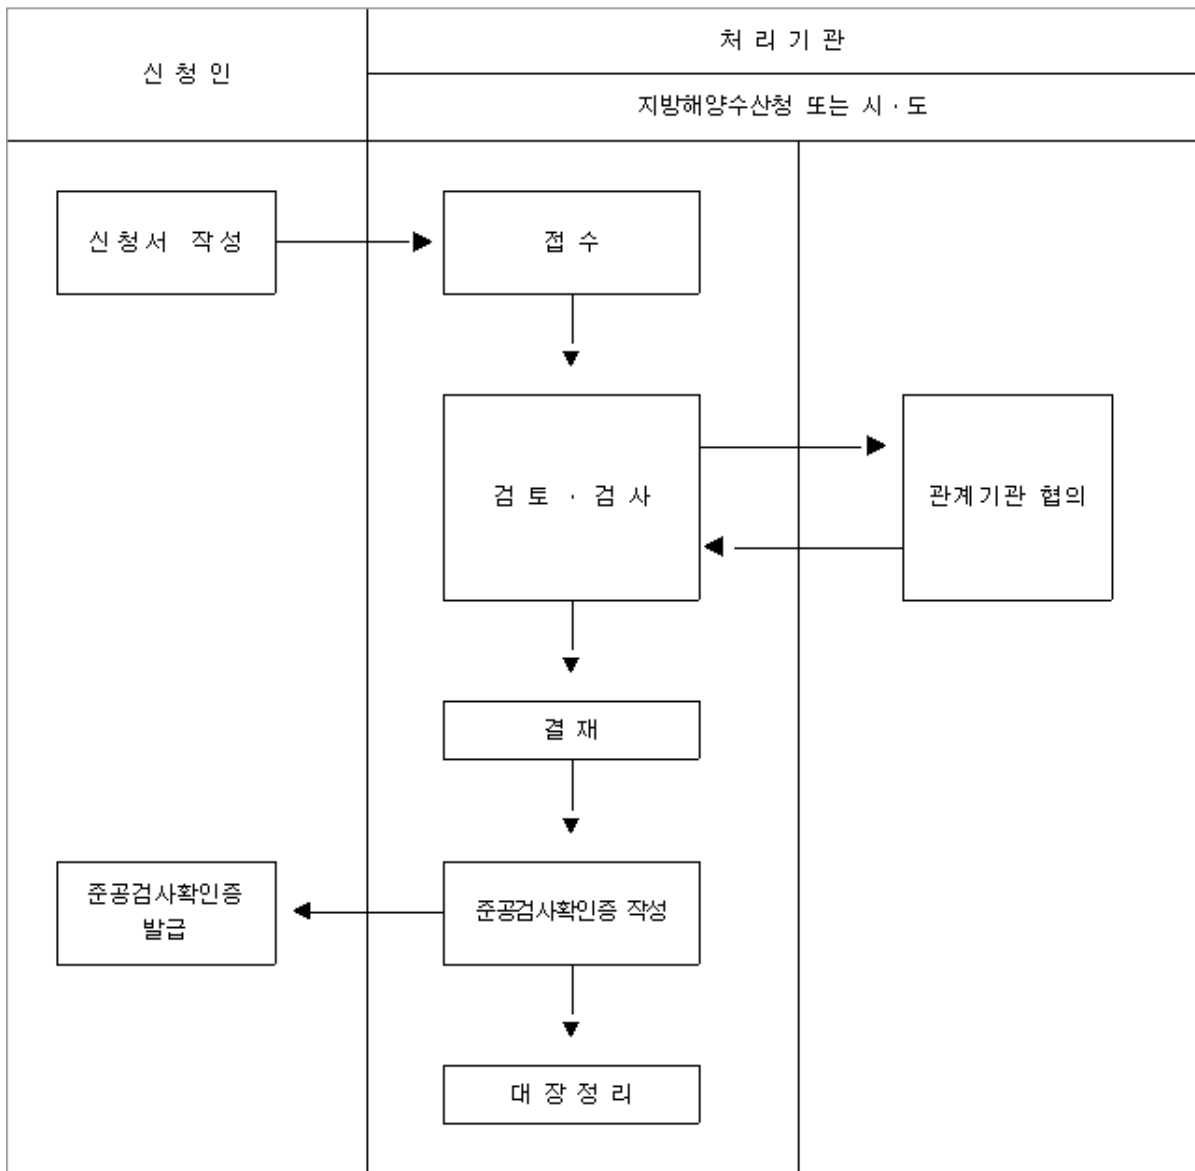 신 청 인
처 리 기 관
지방해양수산청 또는 시 · 도
신 청 서 작 성
접 수
검 토 · 검 사
관계기관 협의
결 재
준공검사확인증
발급
준공검사확인증 작성
대 장 정 리